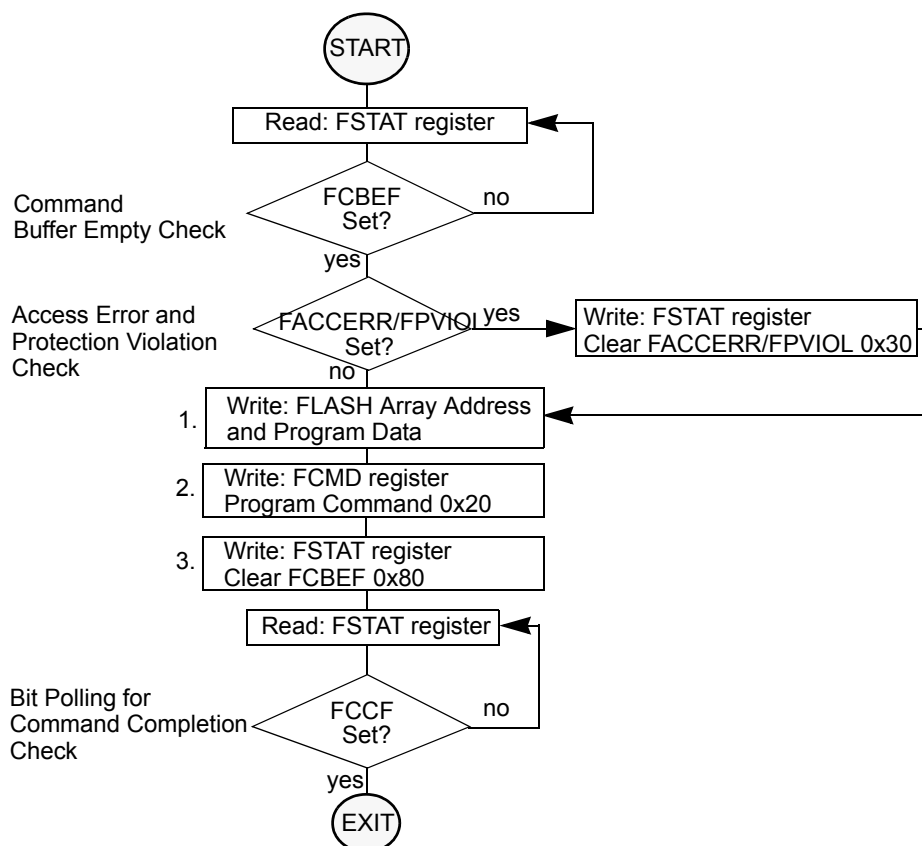 START
Read: FSTAT register
FCBEF
Set?
no
Command
Buffer Empty Check
yes
FACCERR/FPVIOL
Set?
yes
Write: FSTAT register
Clear FACCERR/FPVIOL 0x30
Access Error and
Protection Violation
Check
no
1.
Write: FLASH Array Address
and Program Data
2.
Write: FCMD register
Program Command 0x20
3.
Write: FSTAT register
Clear FCBEF 0x80
Read: FSTAT register
Bit Polling for
Command Completion
Check
FCCF
Set?
no
yes
EXIT